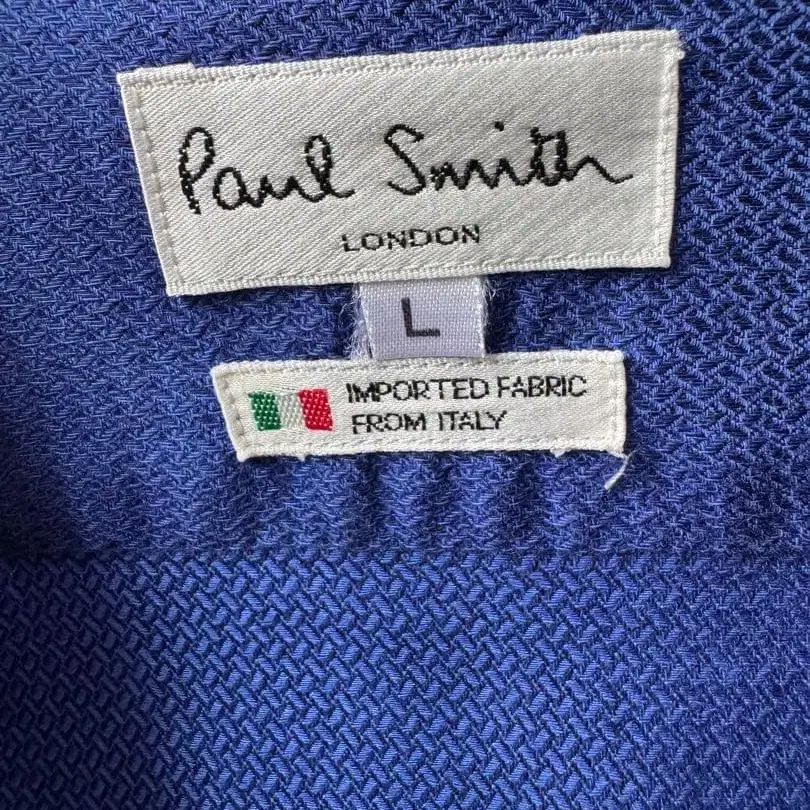 Paul Smith
LONDON
L
IMPORTED FABRIC
FROM ITALY